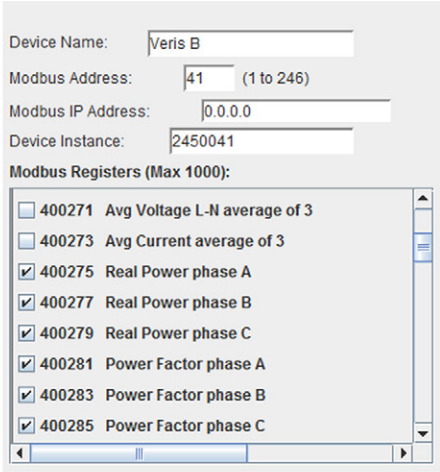 Device Name: Veris B
Modbus Address: 41 (1 to 246)
Modbus IP Address: 0.0.0.0
Device Instance: 2450041
Modbus Registers (Max 1000):
400271 Avg Voltage L-N average of 3
400273 Avg Current average of 3
400275 Real Power phase A
400277 Real Power phase B
400279 Real Power phase C
400281 Power Factor phase A
400283 Power Factor phase B
400285 Power Factor phase C